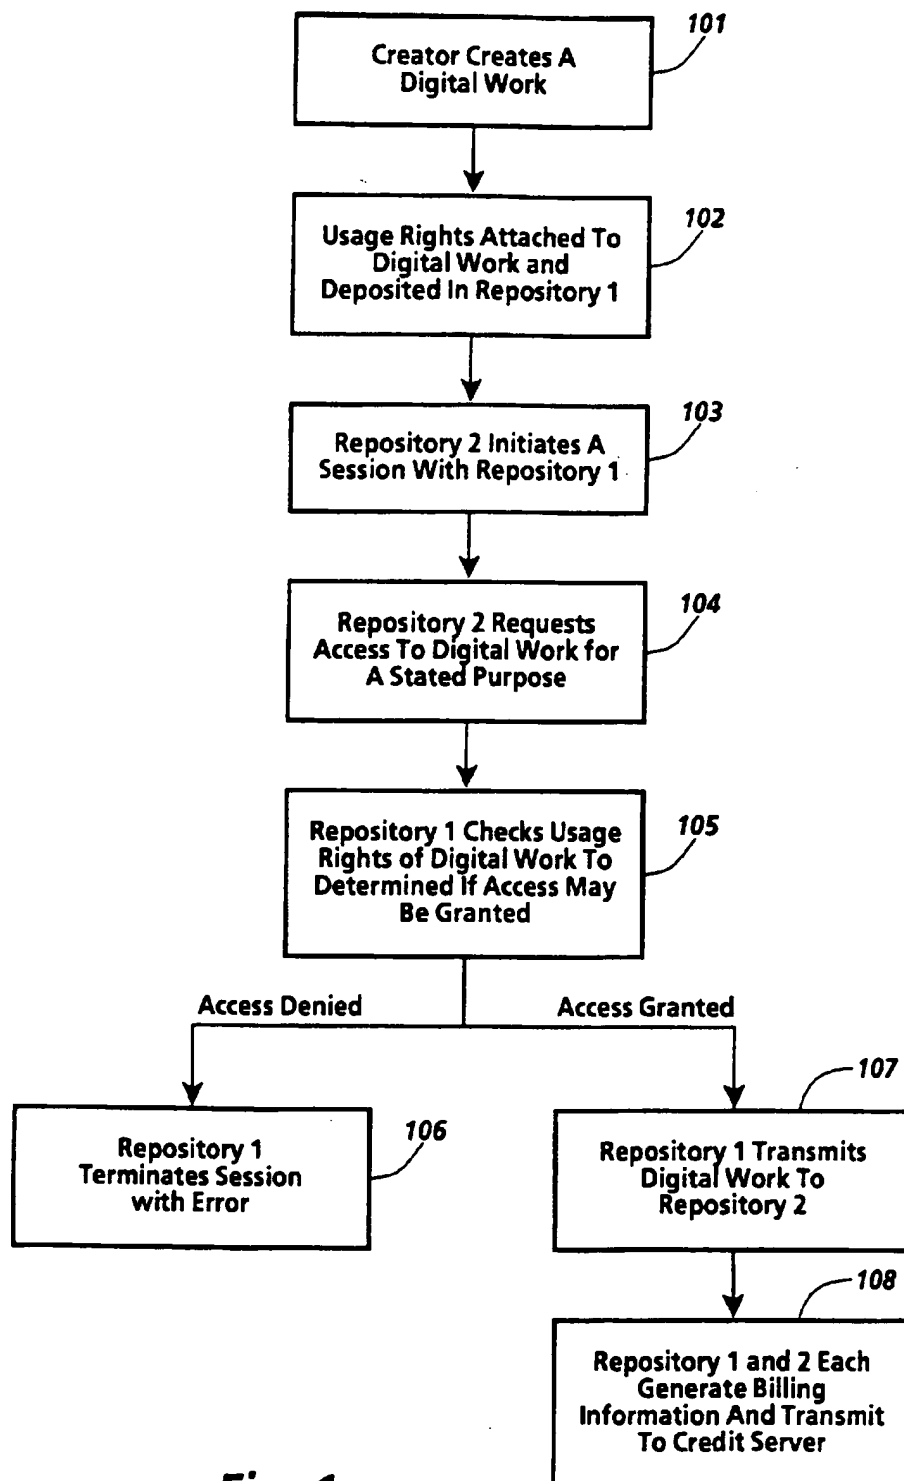 101
Creator Creates A
Digital Work
102
Usage Rights Attached To
Digital Work and
Deposited In Repository 1
103
Repository 2 Initiates A
Session With Repository 1
104
Repository 2 Requests
Access To Digital Work for
A Stated Purpose
105
Repository 1 Checks Usage
Rights of Digital Work To
Determined If Access May
Be Granted
Access Denied
Access Granted
107
106
Repository 1
Terminates Session
with Error
Repository 1 Transmits
Digital Work To
Repository 2
108
Repository 1 and 2 Each
Generate Billing
Information And Transmit
To Credit Server